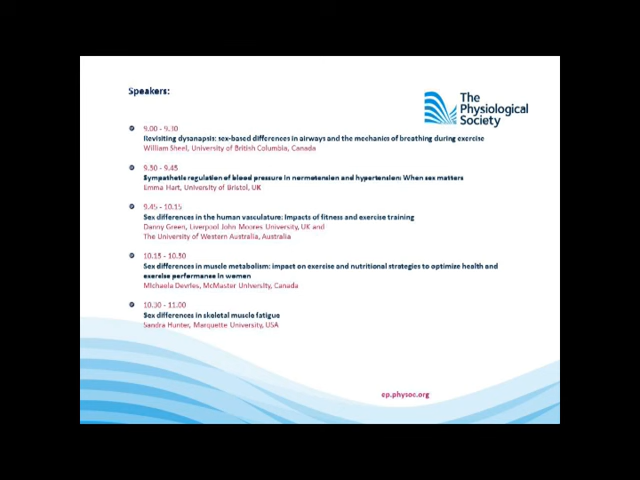 Speakers:
The
Physiological
Society
9.00 - 9.30
Revisiting dysanapsis: sex-based differences in airways and the mechanics of breathing during exercise
William Sheel, University of British Columbia, Canada
9.30 - 9.45
Sympathetic regulation of blood pressure in normotension and hypertension: When sex matters
Emma Hart, University of Bristol, UK
9.45 - 10.15
Sex differences in the human vasculature: Impacts of fitness and exercise training
Danny Green, Liverpool John Moores University, UK and
The University of Western Australia, Australia
10.15 - 10.30
Sex differences in muscle metabolism: impact on exercise and nutritional strategies to optimize health and
exercise performance in women
Michaela Devries, McMaster University, Canada
10.30 - 11.00
Sex differences in skeletal muscle fatigue
Sandra Hunter, Marquette University, USA
ep.physoc.org